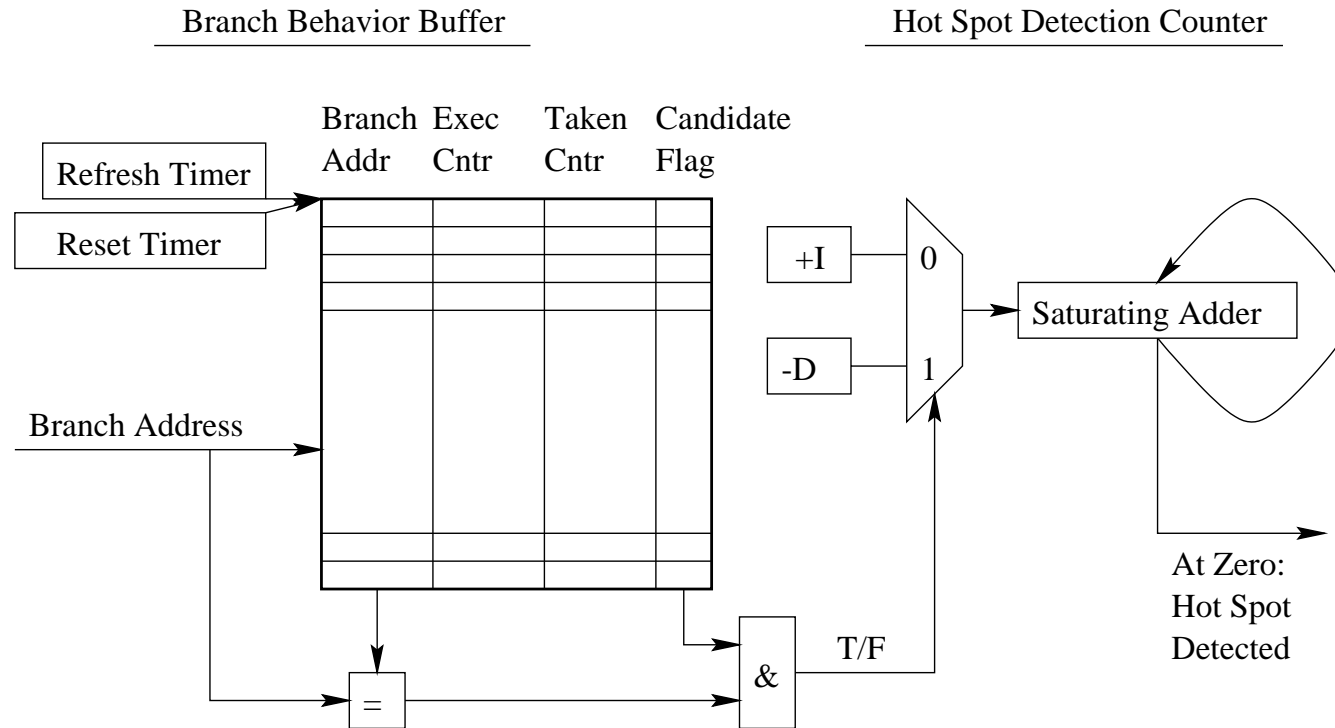 Branch Behavior Buffer
Hot Spot Detection Counter
Branch Exec Taken Candidate
Addr Cntr Cntr Flag
Refresh Timer
Reset Timer
+I
0
Saturating Adder
-D
1
Branch Address
At Zero:
Hot Spot
Detected
T/F
&
=